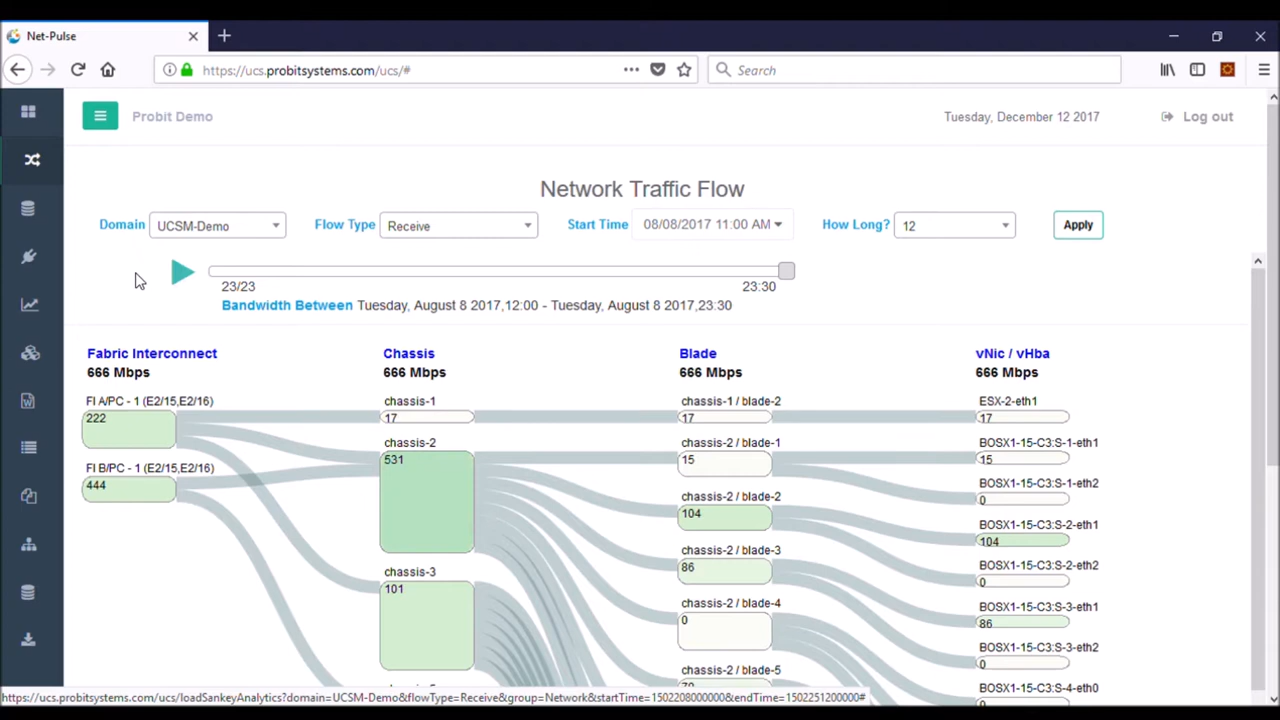 Net-Pulse
https://ucs.probitsystems.com/ucs/#
Search
Probit Demo
Tuesday, December 12 2017
Log out
Network Traffic Flow
Domain UCSM-Demo Flow Type Receive Start Time 08/08/2017 11:00 AM How Long? 12 Apply
23/23 23:30
Bandwidth Between Tuesday, August 8 2017,12:00 - Tuesday, August 8 2017,23:30
Fabric Interconnect Chassis Blade vNic / vHba
666 Mbps 666 Mbps 666 Mbps 666 Mbps
FI A/PC - 1 (E2/15,E2/16) chassis-1 chassis-1 / blade-2 ESX-2-eth1
222 17 17 17
chassis-2 chassis-2 / blade-1 BOSX1-15-C3:S-1-eth1
531 15 15
FI B/PC - 1 (E2/15,E2/16)
444
BOSX1-15-C3:S-1-eth2
0
chassis-2 / blade-2
104
BOSX1-15-C3:S-2-eth1
104
chassis-2 / blade-3
86
BOSX1-15-C3:S-2-eth2
0
chassis-3
101
chassis-2 / blade-4
0
BOSX1-15-C3:S-3-eth1
86
BOSX1-15-C3:S-3-eth2
0
chassis-2 / blade-5
BOSX1-15-C3:S-4-eth0
https://ucs.probitsystems.com/ucs/loadSankeyAnalytics?domain=UCSM-Demo&flowType=Receive&group=Network&startTime=1502208000000&endTime=1502251200000#